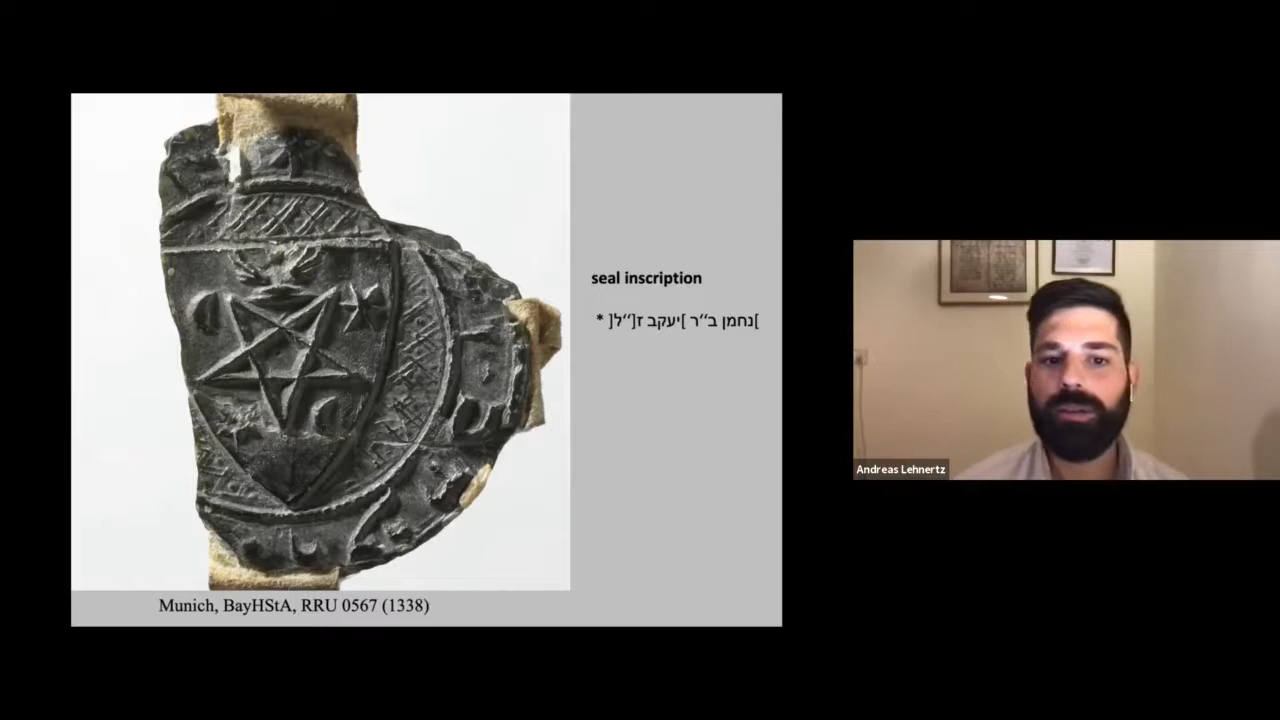 seal inscription
]נחמן ב‘‘ר [יעקב ז]‘‘ל[ *
Munich, BayHStA, RRU 0567 (1338)
Andreas Lehnertz